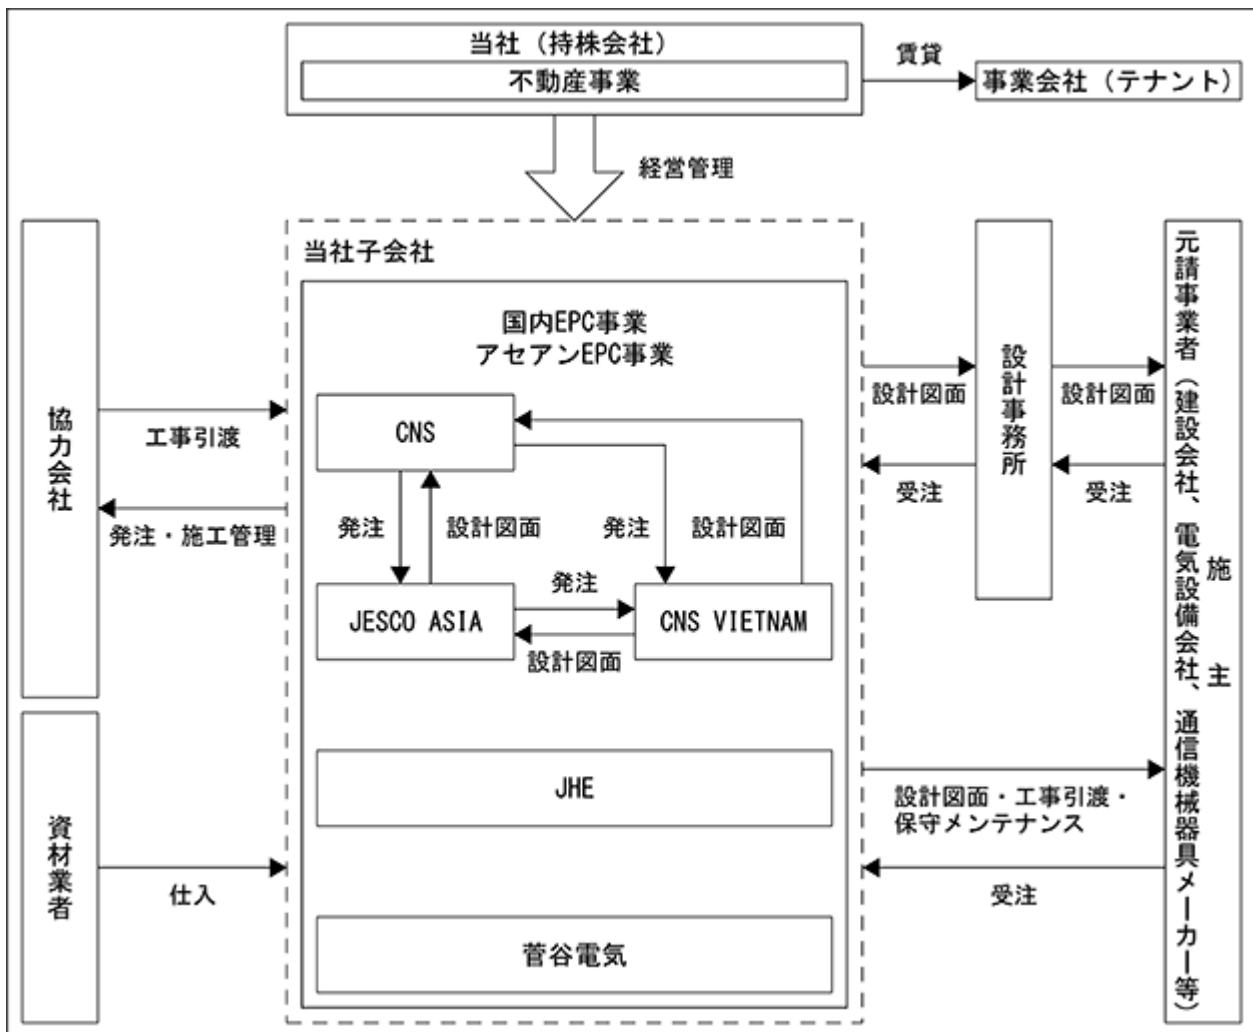 当社（持株会社）
不動産事業
賃貸
事業会社（テナント）
経営管理
当社子会社
国内EPC事業
アセアンEPC事業
協力会社
工事引渡
発注・施工管理
CNS
発注
設計図面
発注
設計図面
JESCO ASIA
発注
設計図面
CNS VIETNAM
JHE
菅谷電気
資材業者
仕入
設計図面
受注
設計事務所
設計図面
受注
設計図面・工事引渡・
保守メンテナンス
受注
施主
元請事業者（建設会社、電気設備会社、通信機械器具メーカー等）